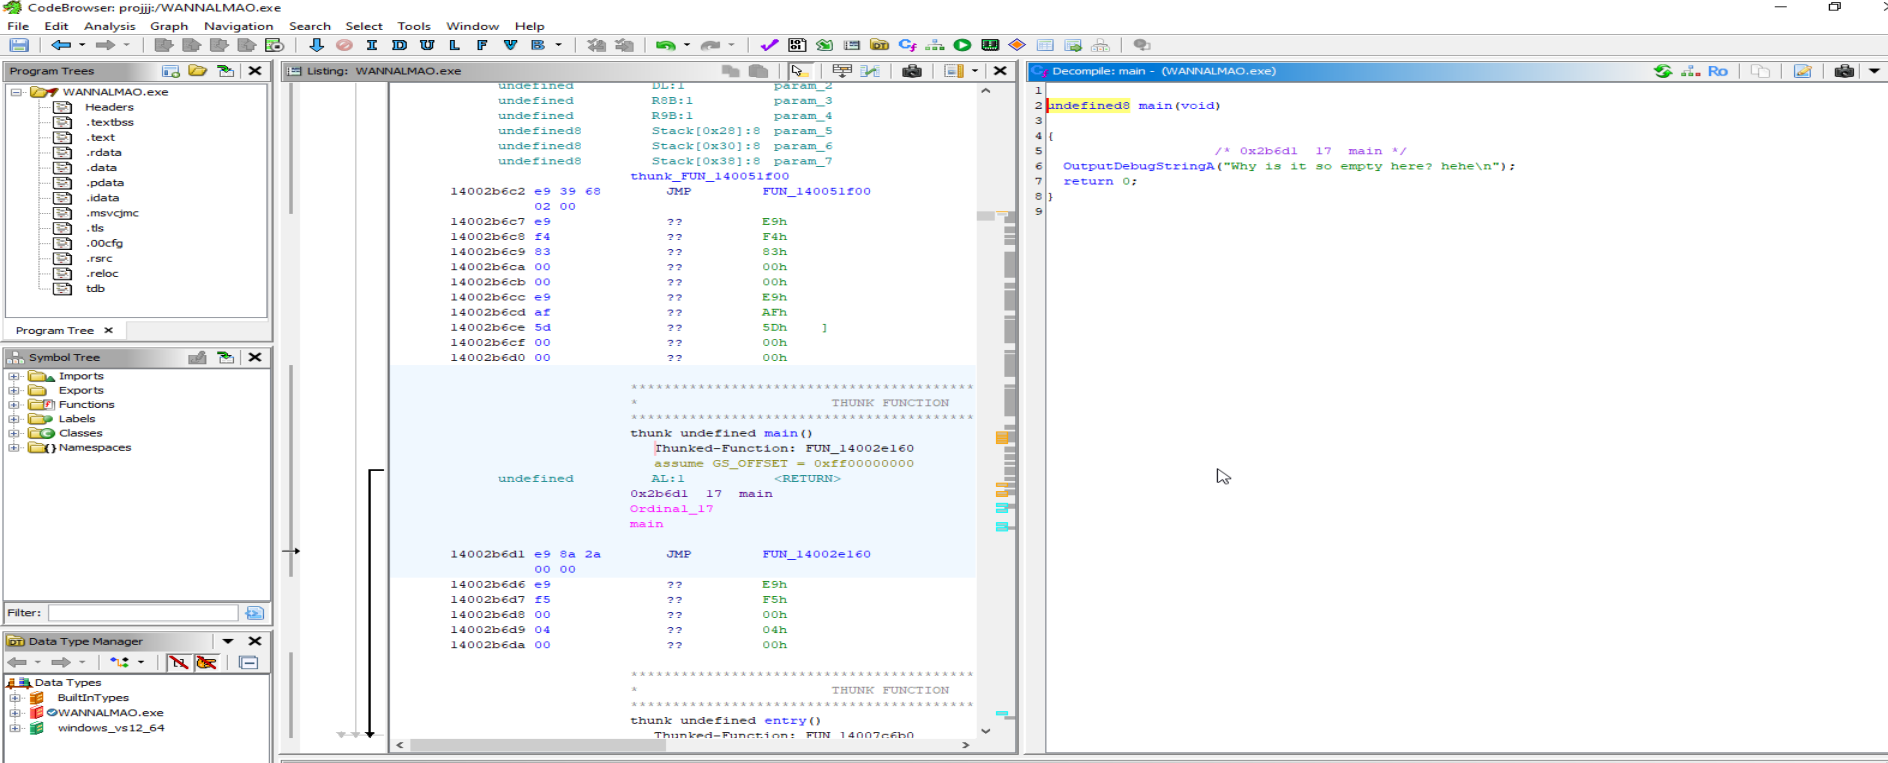 CodeBrowser: projjj:/WANNALMAO.exe
File Edit Analysis Graph Navigation Search Select Tools Window Help
I D U L F V B
Program Trees
WANNALMAO.exe
Headers
.textbss
.text
.rdata
.data
.pdata
.idata
.msvcjmc
.tls
.00cfg
.rsrc
.reloc
tdb
Program Tree
Symbol Tree
Imports
Exports
Functions
Labels
Classes
Namespaces
Filter:
Data Type Manager
Data Types
BuiltInTypes
WANNALMAO.exe
windows_vs12_64
Listing: WANNALMAO.exe
undefined DL:1 param_2
undefined R8B:1 param_3
undefined R9B:1 param_4
undefined8 Stack[0x28]:8 param_5
undefined8 Stack[0x30]:8 param_6
undefined8 Stack[0x38]:8 param_7
thunk_FUN_140051f00
14002b6c2 e9 39 68 JMP FUN_140051f00
02 00
14002b6c7 e9 ?? E9h
14002b6c8 f4 ?? F4h
14002b6c9 83 ?? 83h
14002b6ca 00 ?? 00h
14002b6cb 00 ?? 00h
14002b6cc e9 ?? E9h
14002b6cd af ?? AFh
14002b6ce 5d ?? 5Dh ]
14002b6cf 00 ?? 00h
14002b6d0 00 ?? 00h
*****************************************
* THUNK FUNCTION
*****************************************
thunk undefined main()
Thunked-Function: FUN_14002e160
assume GS_OFFSET = 0xff00000000
undefined AL:1 <RETURN>
0x2b6d1 17 main
Ordinal_17
main
14002b6d1 e9 8a 2a JMP FUN_14002e160
00 00
14002b6d6 e9 ?? E9h
14002b6d7 f5 ?? F5h
14002b6d8 00 ?? 00h
14002b6d9 04 ?? 04h
14002b6da 00 ?? 00h
*****************************************
* THUNK FUNCTION
*****************************************
thunk undefined entry()
Thunked-Function: FUN_14007c6b0
Decompile: main - (WANNALMAO.exe)
Ro
1
2 undefined8 main(void)
3
4 {
5 /* 0x2b6d1 17 main */
6 OutputDebugStringA("Why is it so empty here? hehe\n");
7 return 0;
8 }
9